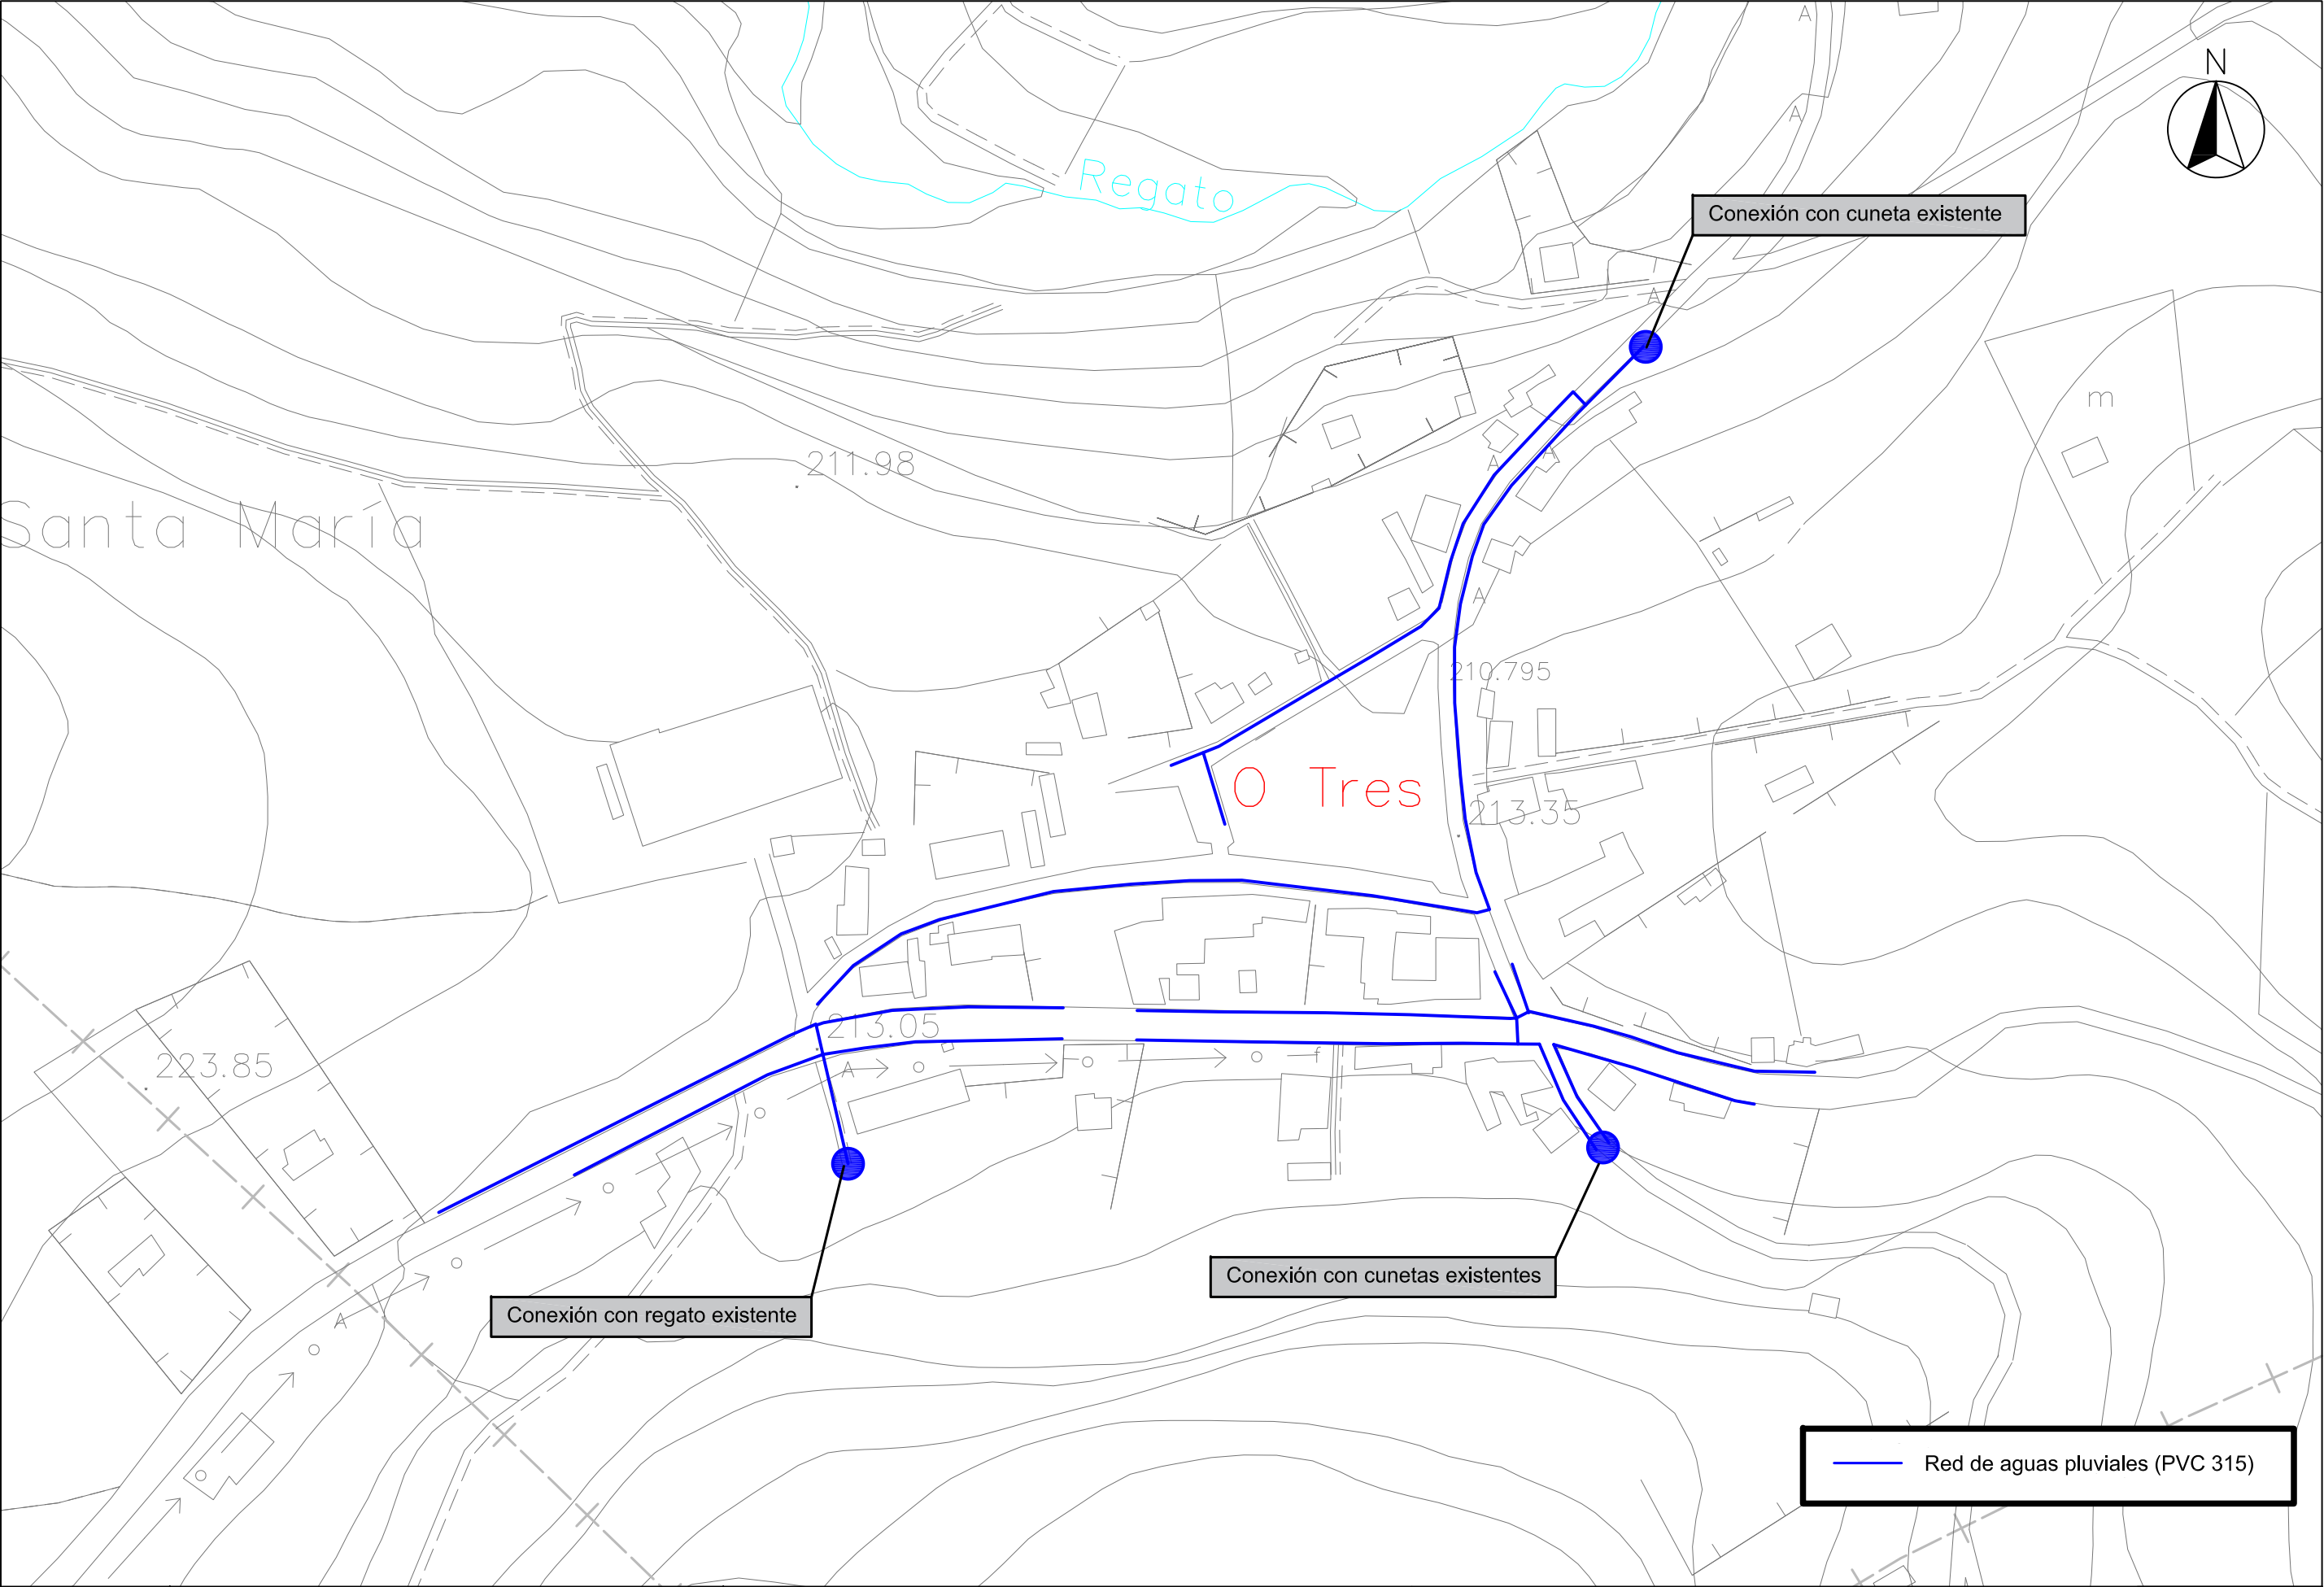 A
N
A
Regato
Conexión con cuneta existente
A
m
211.98
A
A
Santa María
A
210.795
O Tres
213.35
213.05
f
223.85
A
Conexión con cunetas existentes
Conexión con regato existente
A
Red de aguas pluviales (PVC 315)